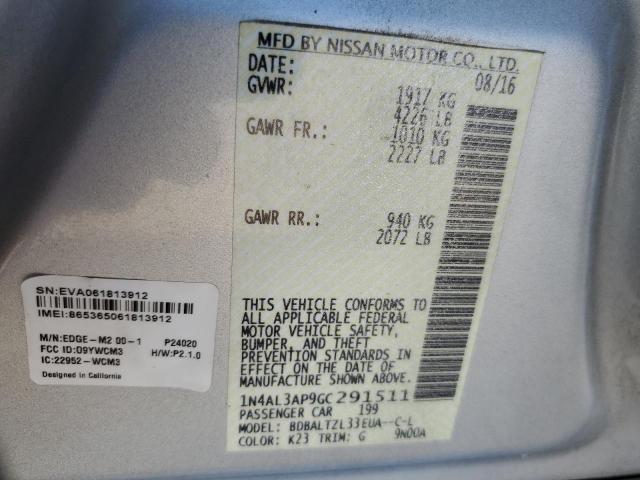 MFD BY NISSAN MOTOR CO., LTD.
DATE: 08/16
GVWR: 1917 KG
4226 LB
GAWR FR.: 1010 KG
2227 LB
GAWR RR.: 940 KG
2072 LB
THIS VEHICLE CONFORMS TO
ALL APPLICABLE FEDERAL
MOTOR VEHICLE SAFETY,
BUMPER, AND THEFT
PREVENTION STANDARDS IN
EFFECT ON THE DATE OF
MANUFACTURE SHOWN ABOVE.
1N4AL3AP9GC291511
PASSENGER CAR 199
MODEL: BDBALTZL33EUA--C-L
COLOR: K23 TRIM: G 9N00A
SN:EVA061813912
IMEI:865365061813912
M/N:EDGE-M2 00-1 P24020
FCC ID:O9YWCM3 H/W:P2.1.0
IC:22952-WCM3
Designed in California